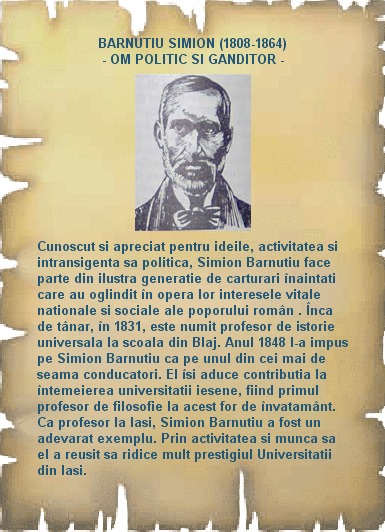 BARNUTIU SIMION (1808-1864)
- OM POLITIC SI GANDITOR -
Cunoscut si apreciat pentru ideile, activitatea si
intransigenta sa politica, Simion Barnutiu face
parte din ilustra generatie de carturari înaintati
care au oglindit în opera lor interesele vitale
nationale si sociale ale poporului român . Înca
de tânar, în 1831, este numit profesor de istorie
universala la scoala din Blaj. Anul 1848 l-a impus
pe Simion Barnutiu ca pe unul din cei mai de
seama conducatori. El îsi aduce contributia la
întemeierea universitatii iesene, fiind primul
profesor de filosofie la acest for de învatamânt.
Ca profesor la Iasi, Simion Barnutiu a fost un
adevarat exemplu. Prin activitatea si munca sa
el a reusit sa ridice mult prestigiul Universitatii
din Iasi.